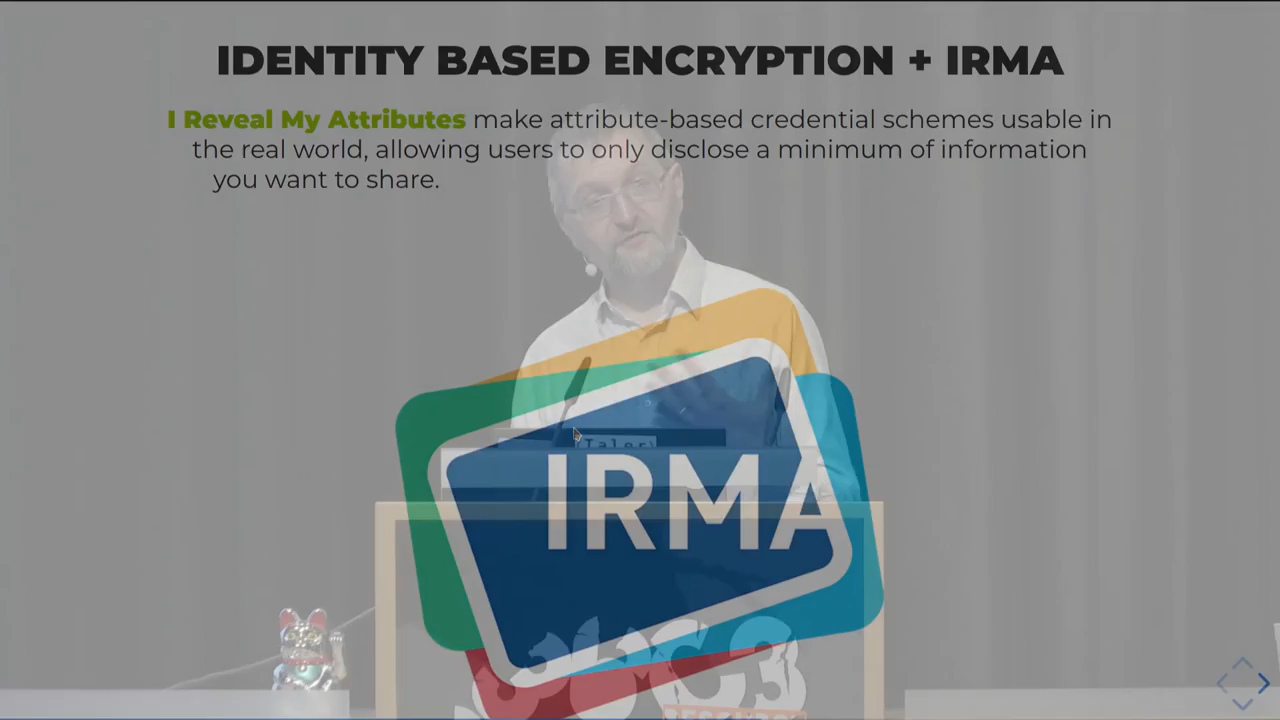 IDENTITY BASED ENCRYPTION + IRMA
I Reveal My Attributes make attribute-based credential schemes usable in
the real world, allowing users to only disclose a minimum of information
you want to share.
Taler
IRMA